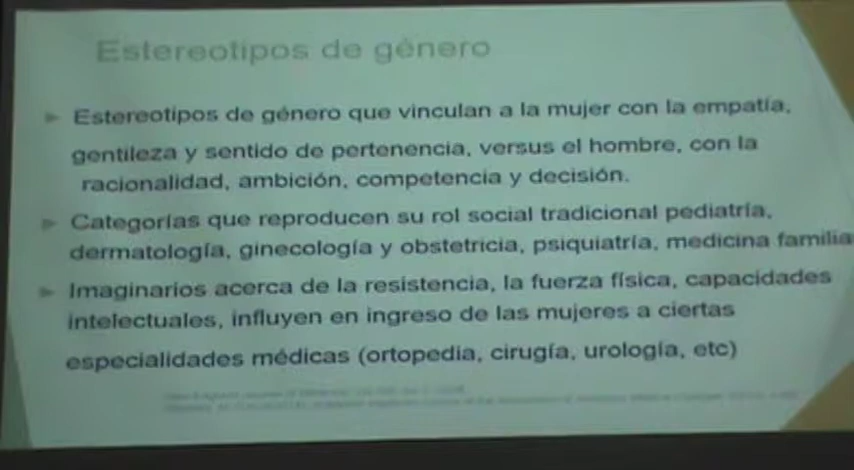 Estereotipos de género
Estereotipos de género que vinculan a la mujer con la empatía,
gentileza y sentido de pertenencia, versus el hombre, con la
racionalidad, ambición, competencia y decisión.
Categorías que reproducen su rol social tradicional pediatría,
dermatología, ginecología y obstetricia, psiquiatría, medicina familia
Imaginarios acerca de la resistencia, la fuerza física, capacidades
intelectuales, influyen en ingreso de las mujeres a ciertas
especialidades médicas (ortopedia, cirugía, urología, etc)